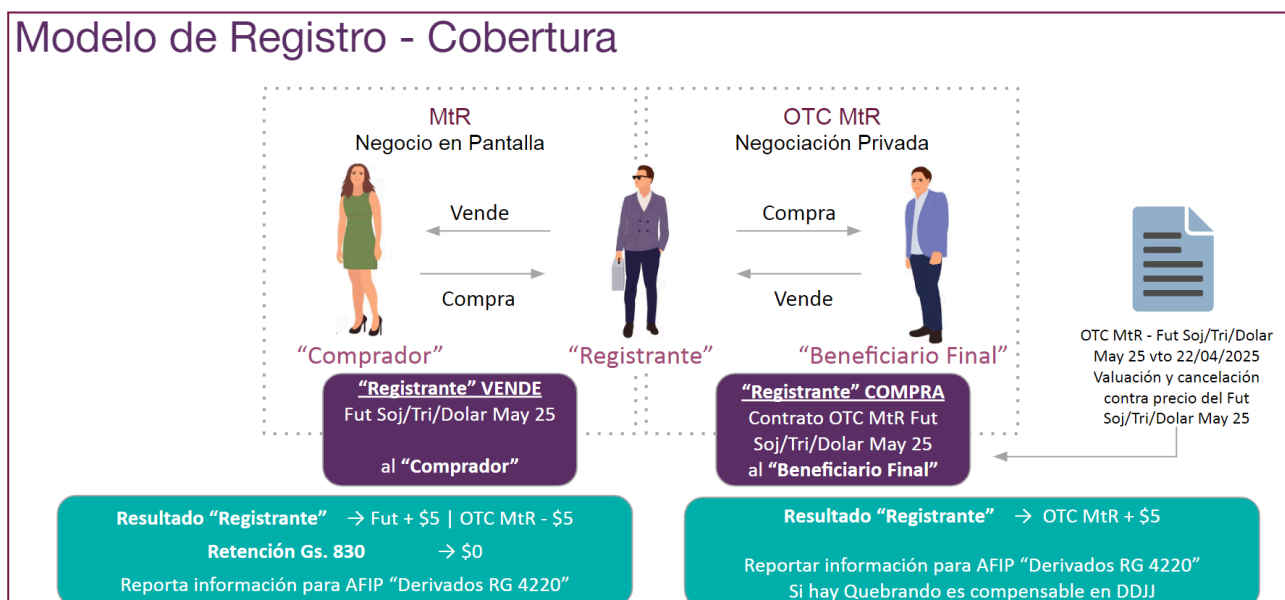 Modelo de Registro - Cobertura
MtR
Negocio en Pantalla
OTC MtR
Negociación Privada
Vende
Compra
Compra
Vende
“Comprador”
“Registrante”
“Beneficiario Final”
OTC MtR - Fut Soj/Tri/Dolar
May 25 vto 22/04/2025
Valuación y cancelación
contra precio del Fut
Soj/Tri/Dolar May 25
“Registrante” VENDE
Fut Soj/Tri/Dolar May 25
al “Comprador”
“Registrante” COMPRA
Contrato OTC MtR Fut
Soj/Tri/Dolar May 25
al “Beneficiario Final”
Resultado “Registrante” → Fut + $5 | OTC MtR - $5
Retención Gs. 830 → $0
Reporta información para AFIP “Derivados RG 4220”
Resultado “Registrante” → OTC MtR + $5
Reportar información para AFIP “Derivados RG 4220”
Si hay Quebrando es compensable en DDJJ